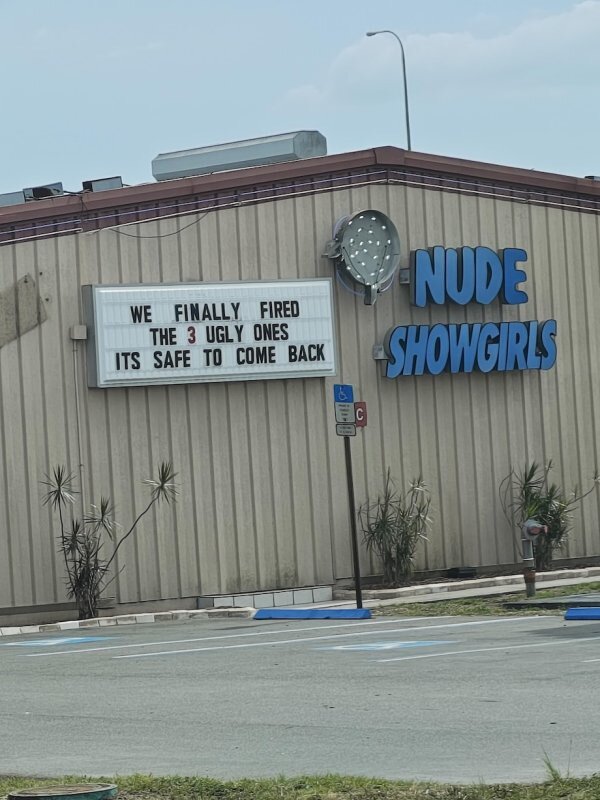 WE FINALLY FIRED
THE 3 UGLY ONES
ITS SAFE TO COME BACK
NUDE
SHOWGIRLS
C